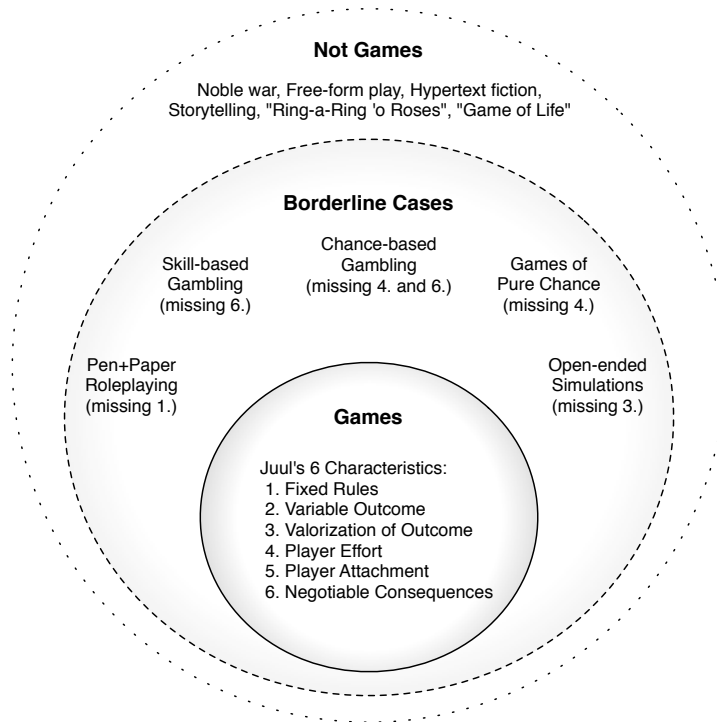 Not Games
Noble war, Free-form play, Hypertext fiction,
Storytelling, "Ring-a-Ring 'o Roses", "Game of Life"
Borderline Cases
Skill-based
Gambling
(missing 6.)
Chance-based
Gambling
(missing 4. and 6.)
Games of
Pure Chance
(missing 4.)
Pen+Paper
Roleplaying
(missing 1.)
Open-ended
Simulations
(missing 3.)
Games
Juul's 6 Characteristics:
1. Fixed Rules
2. Variable Outcome
3. Valorization of Outcome
4. Player Effort
5. Player Attachment
6. Negotiable Consequences